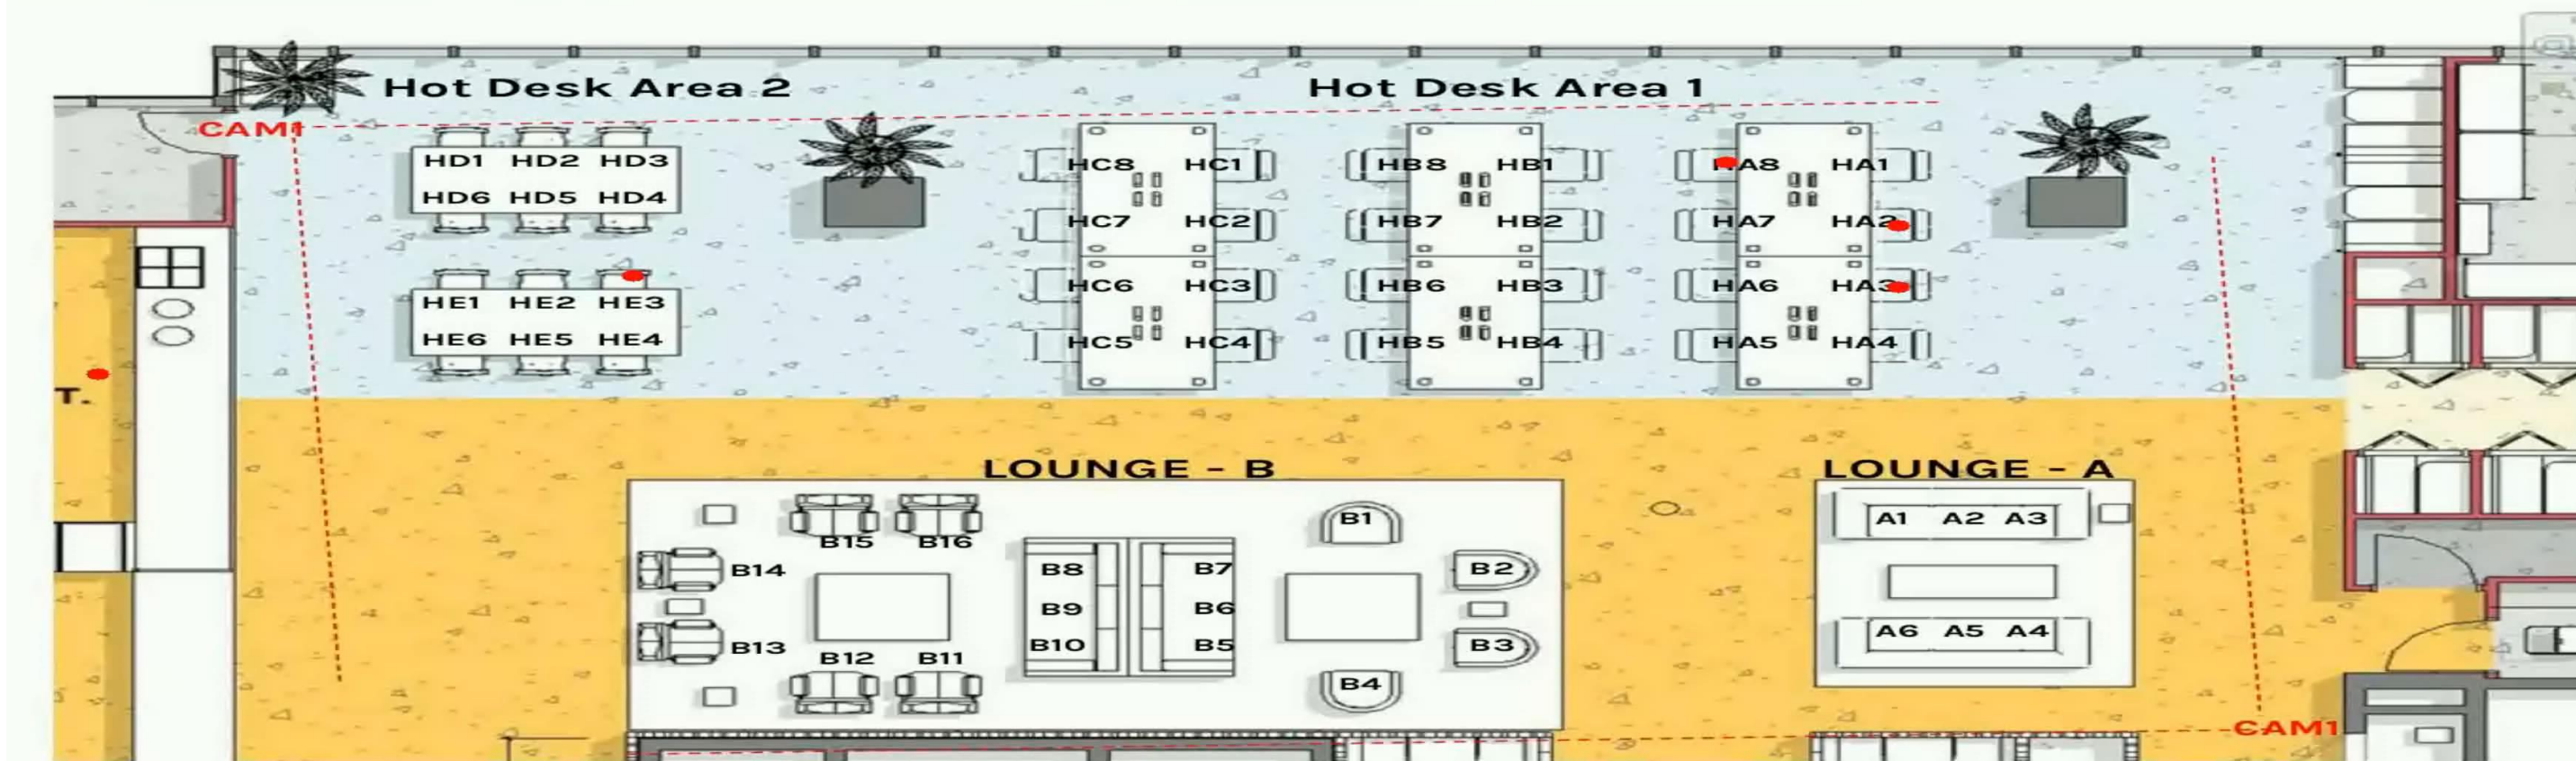 Hot Desk Area 2
Hot Desk Area 1
CAM1
HD1 HD2 HD3
HD6 HD5 HD4
HE1 HE2 HE3
HE6 HE5 HE4
HC8 HC1
HC7 HC2
HC6 HC3
HC5 HC4
HB8 HB1
HB7 HB2
HB6 HB3
HB5 HB4
HA8 HA1
HA7 HA2
HA6 HA3
HA5 HA4
T.
LOUNGE - B
B15 B16
B14
B13
B12 B11
B8
B9
B10
B7
B6
B5
B1
B2
B3
B4
LOUNGE - A
A1 A2 A3
A6 A5 A4
CAM1